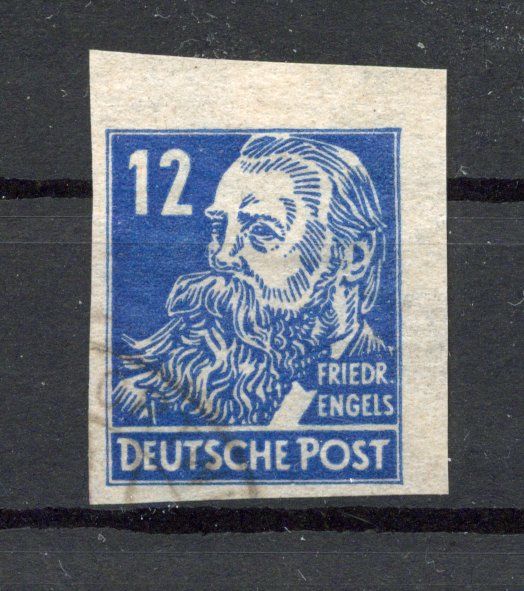 12
FRIEDR.
ENGELS
DEUTSCHE POST